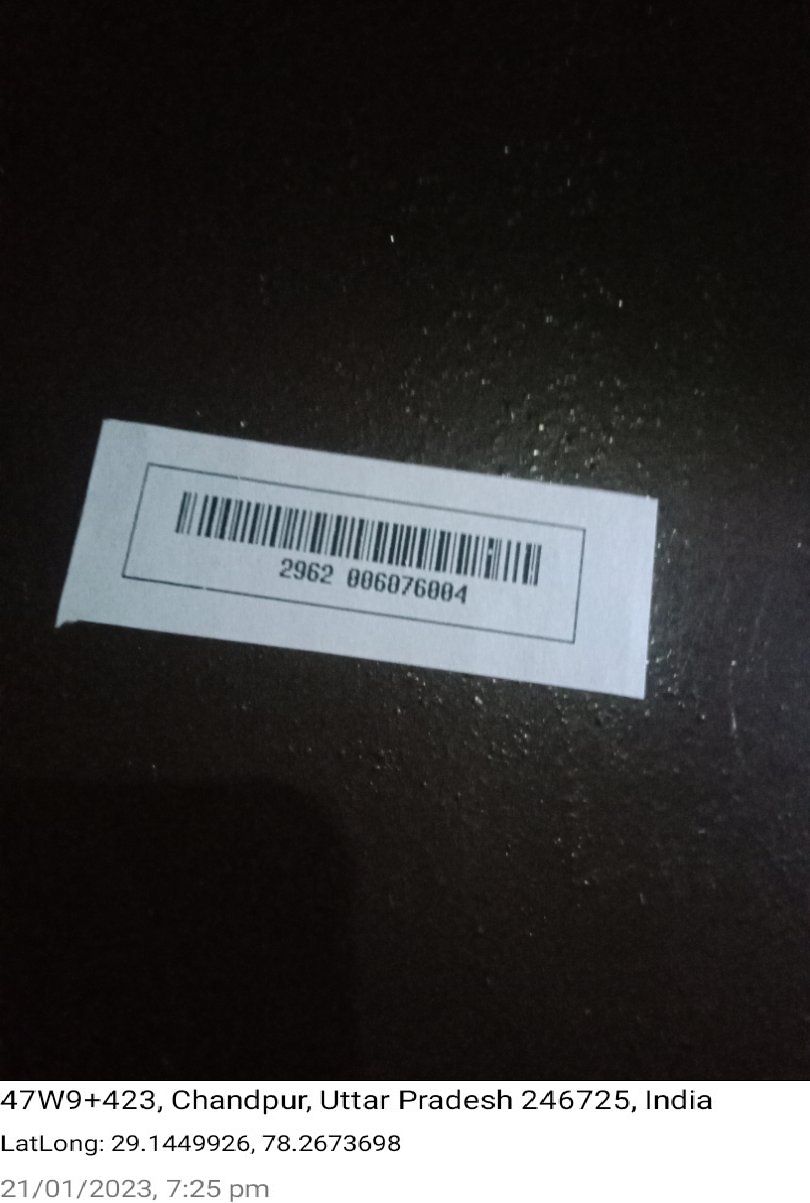 2962 006076004
47W9+423, Chandpur, Uttar Pradesh 246725, India
LatLong: 29.1449926, 78.2673698
21/01/2023, 7:25 pm